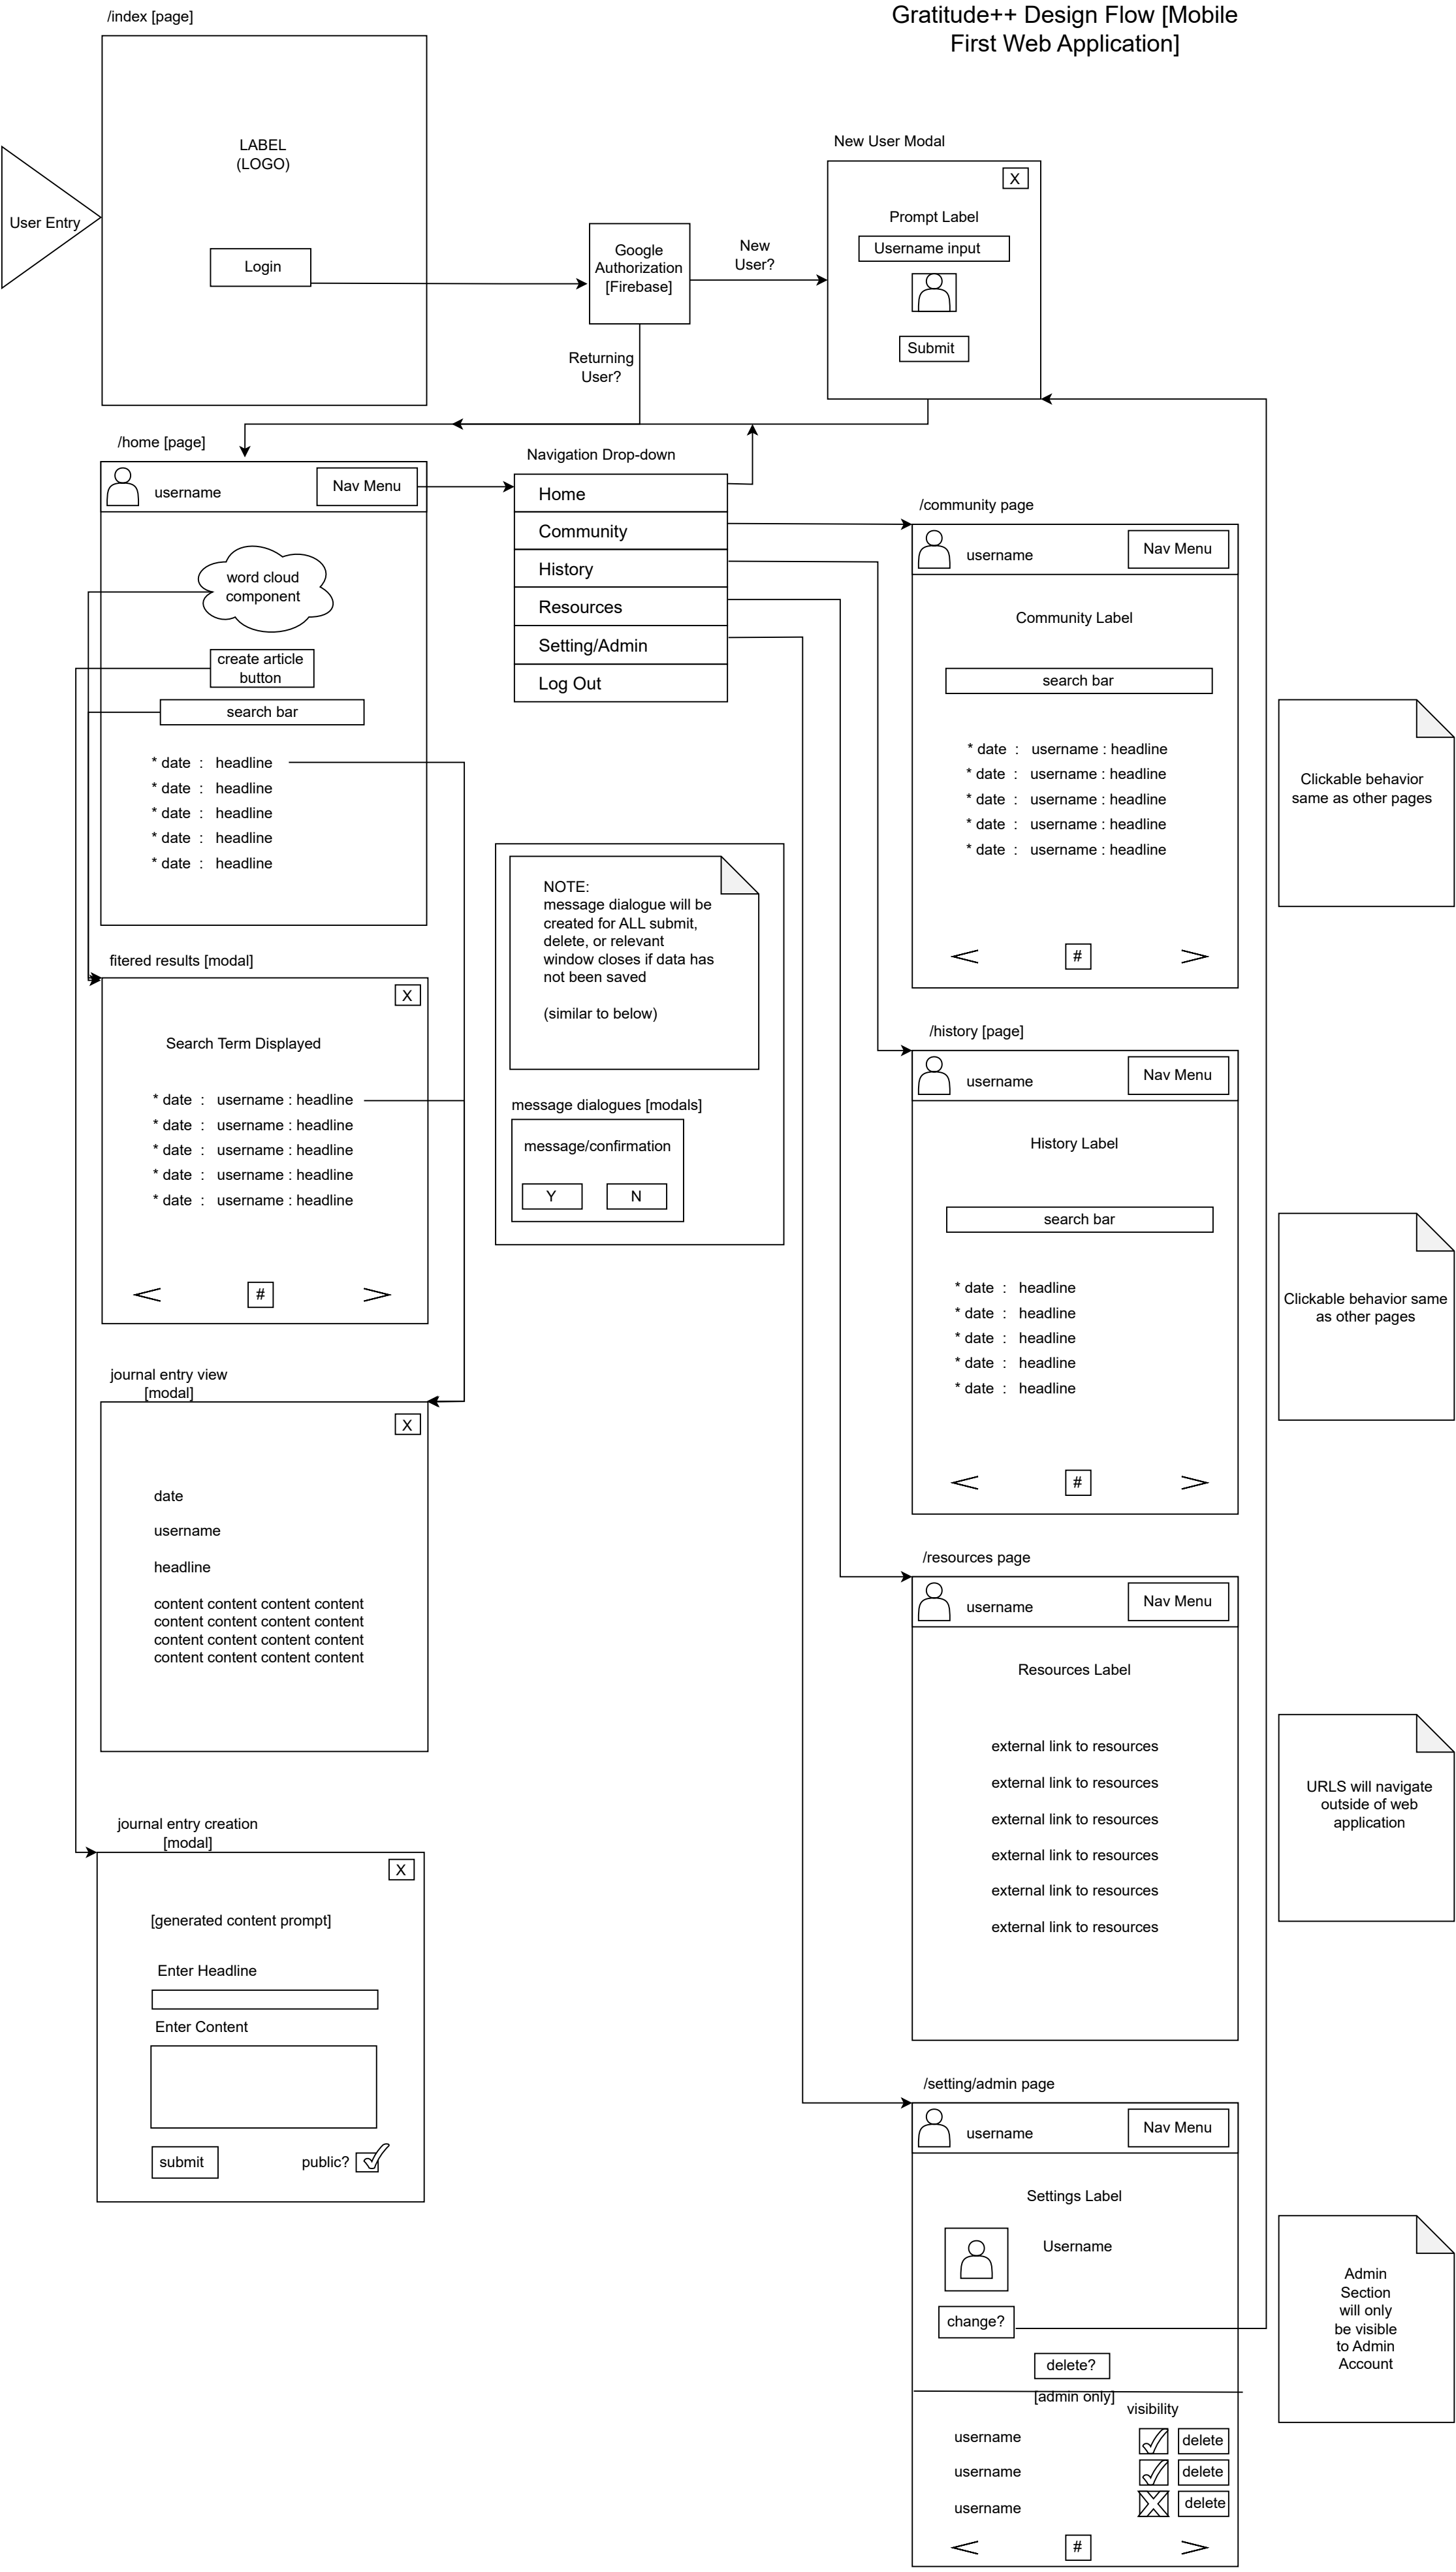 Gratitude++ Design Flow [Mobile
First Web Application]
/index [page]
LABEL
(LOGO)
User Entry
Login
Google
Authorization
[Firebase]
New
User?
Returning
User?
New User Modal
X
Prompt Label
Username input
Submit
/home [page]
username
Nav Menu
word cloud
component
create article
button
search bar
* date : headline
* date : headline
* date : headline
* date : headline
* date : headline
Navigation Drop-down
Home
Community
History
Resources
Setting/Admin
Log Out
fitered results [modal]
X
Search Term Displayed
* date : username : headline
* date : username : headline
* date : username : headline
* date : username : headline
* date : username : headline
#
NOTE:
message dialogue will be
created for ALL submit,
delete, or relevant
window closes if data has
not been saved
(similar to below)
message dialogues [modals]
message/confirmation
Y
N
journal entry view
[modal]
X
date
username
headline
content content content content
content content content content
content content content content
content content content content
journal entry creation
[modal]
X
[generated content prompt]
Enter Headline
Enter Content
submit
public?
/community page
username
Nav Menu
Community Label
search bar
* date : username : headline
* date : username : headline
* date : username : headline
* date : username : headline
* date : username : headline
#
Clickable behavior
same as other pages
/history [page]
username
Nav Menu
History Label
search bar
* date : headline
* date : headline
* date : headline
* date : headline
* date : headline
#
Clickable behavior same
as other pages
/resources page
username
Nav Menu
Resources Label
external link to resources
external link to resources
external link to resources
external link to resources
external link to resources
external link to resources
URLS will navigate
outside of web
application
/setting/admin page
username
Nav Menu
Settings Label
Username
change?
delete?
[admin only]
visibility
username
delete
username
delete
username
delete
#
Admin
Section
will only
be visible
to Admin
Account